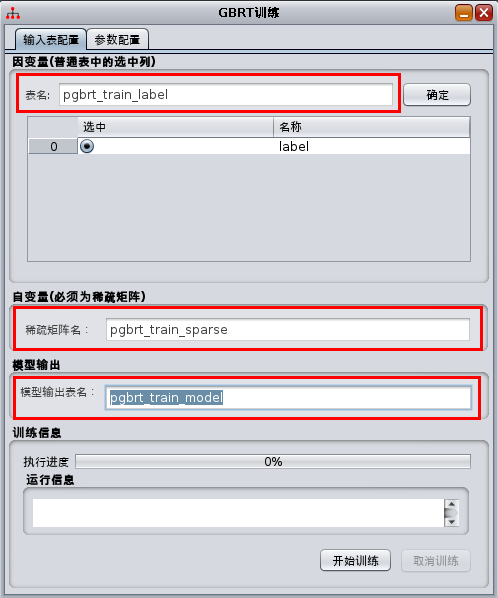 GBRT训练
输入表配置 参数配置
因变量(普通表中的选中列)
表名: pgbrt_train_label 确定
选中 名称
0 label
自变量(必须为稀疏矩阵)
稀疏矩阵名： pgbrt_train_sparse
模型输出
模型输出表名： pgbrt_train_model
训练信息
执行进度 0%
运行信息
开始训练 取消训练